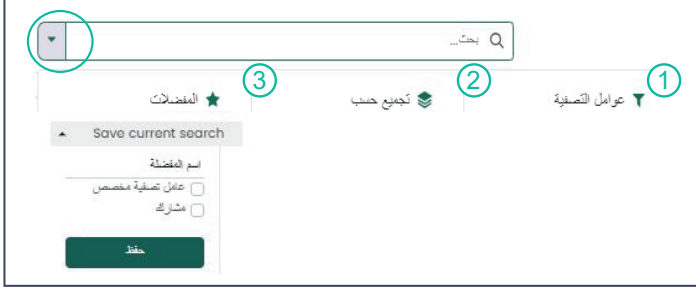 بحث...
1
عوامل التصفية
2
تجميع حسب
3
المفضلات
Save current search
اسم المفضلة
عامل تصفية مخصص
مشارك
حفظ